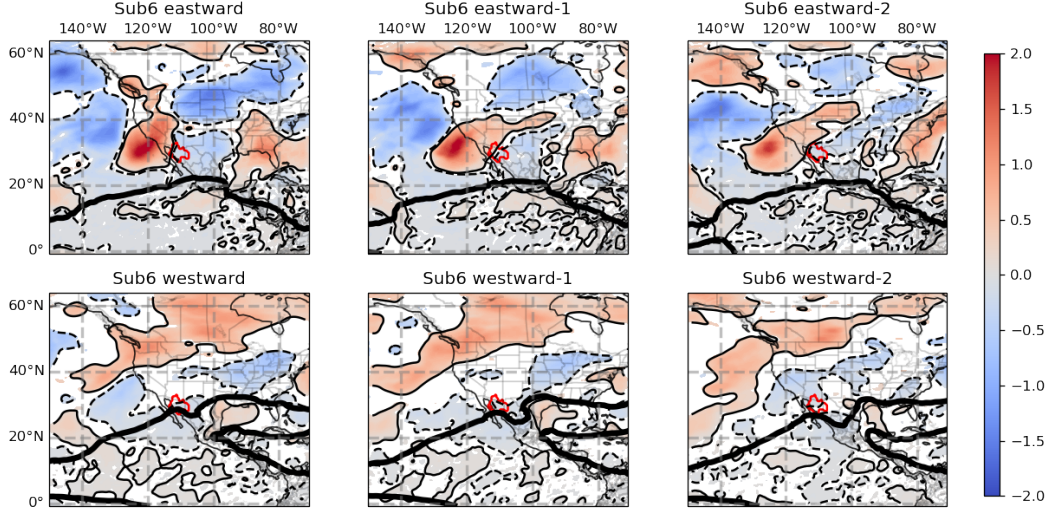 Sub6 eastward
Sub6 eastward-1
Sub6 eastward-2
140°W 120°W 100°W 80°W
140°W 120°W 100°W 80°W
140°W 120°W 100°W 80°W
60°N
40°N
20°N
0°
Sub6 westward
Sub6 westward-1
Sub6 westward-2
60°N
40°N
20°N
0°
2.0
1.5
1.0
0.5
0.0
−0.5
−1.0
−1.5
−2.0